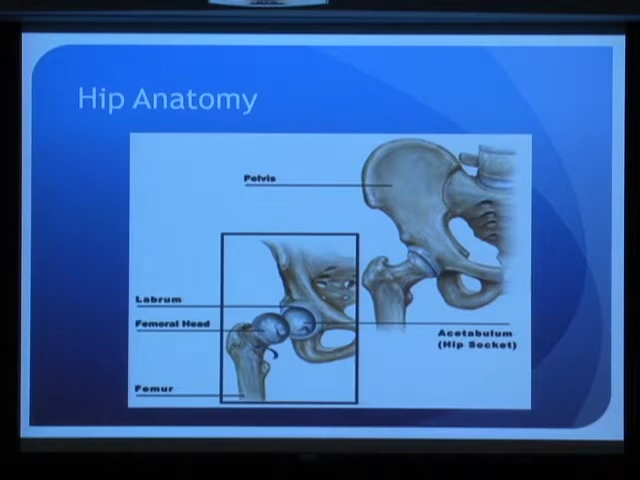 Hip Anatomy
Pelvis
Labrum
Femoral Head
Acetabulum
(Hip Socket)
Femur